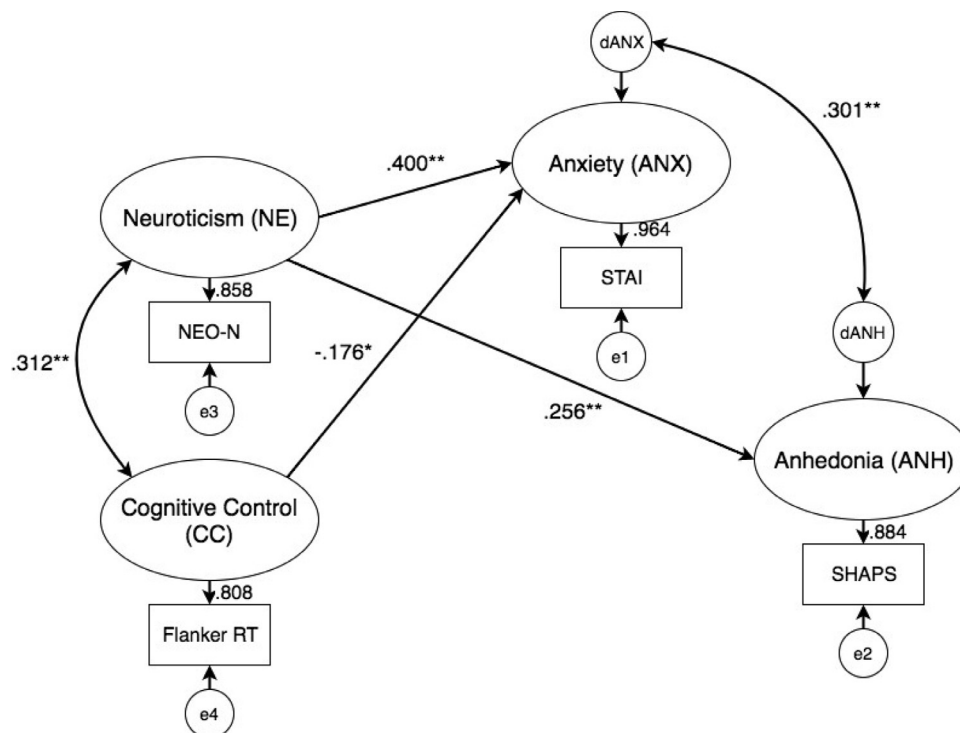 dANX
.301**
Anxiety (ANX)
.400**
Neuroticism (NE)
.964
STAI
.858
NEO-N
dANH
-.176*
.312**
e1
e3
.256**
Anhedonia (ANH)
Cognitive Control
(CC)
.884
SHAPS
.808
Flanker RT
e2
e4